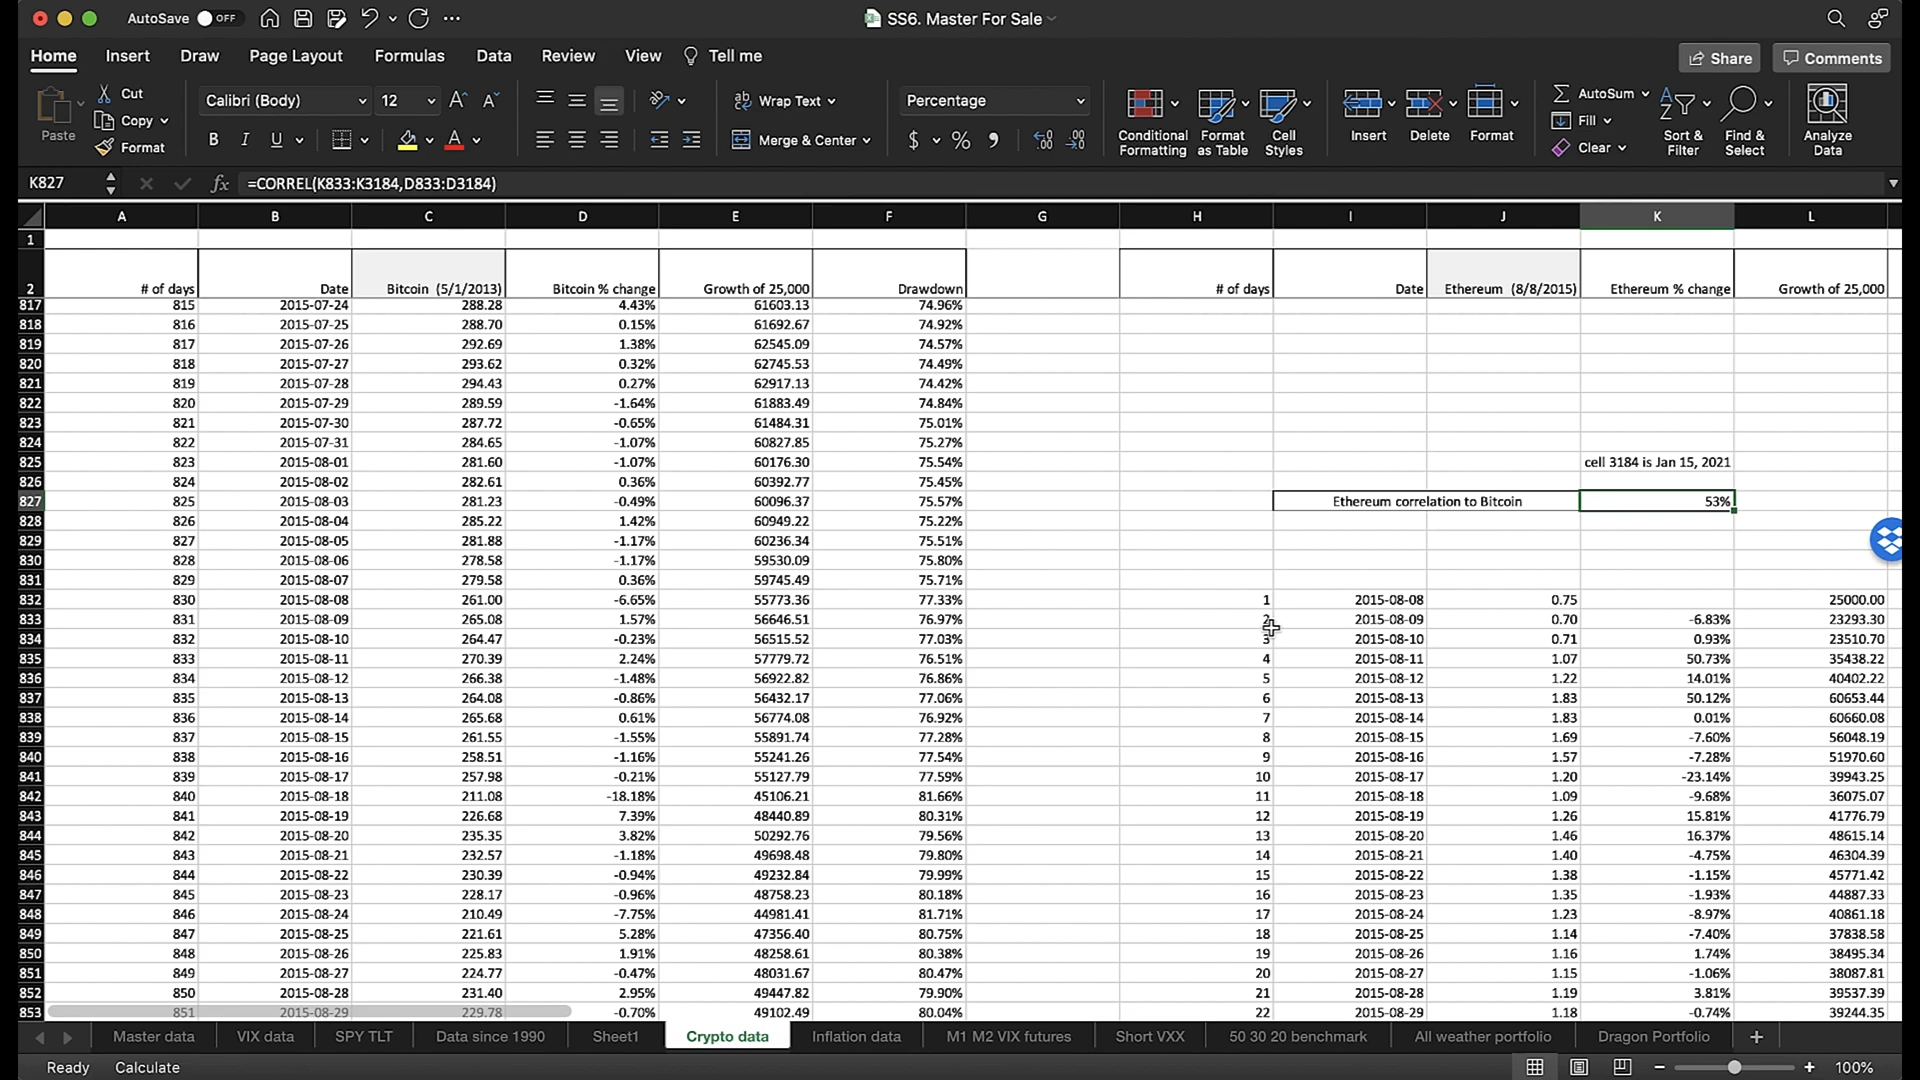 AutoSave OFF SS6. Master For Sale
Home Insert Draw Page Layout Formulas Data Review View Tell me Share Comments
Paste Cut Copy Format Calibri (Body) 12 Wrap Text Merge & Center Percentage Conditional Formatting Format as Table Cell Styles Insert Delete Format AutoSum Fill Clear Sort & Filter Find & Select Analyze Data
K827 fx =CORREL(K833:K3184,D833:D3184)
A B C D E F G H I J K L
1
2 # of days Date Bitcoin (5/1/2013) Bitcoin % change Growth of 25,000 Drawdown # of days Date Ethereum (8/8/2015) Ethereum % change Growth of 25,000
817 815 2015-07-24 288.28 4.43% 61603.13 74.96%
818 816 2015-07-25 288.70 0.15% 61692.67 74.92%
819 817 2015-07-26 292.69 1.38% 62545.09 74.57%
820 818 2015-07-27 293.62 0.32% 62745.53 74.49%
821 819 2015-07-28 294.43 0.27% 62917.13 74.42%
822 820 2015-07-29 289.59 -1.64% 61883.49 74.84%
823 821 2015-07-30 287.72 -0.65% 61484.31 75.01%
824 822 2015-07-31 284.65 -1.07% 60827.85 75.27%
825 823 2015-08-01 281.60 -1.07% 60176.30 75.54% cell 3184 is Jan 15, 2021
826 824 2015-08-02 282.61 0.36% 60392.77 75.45%
827 825 2015-08-03 281.23 -0.49% 60096.37 75.57% Ethereum correlation to Bitcoin 53%
828 826 2015-08-04 285.22 1.42% 60949.22 75.22%
829 827 2015-08-05 281.88 -1.17% 60236.34 75.51%
830 828 2015-08-06 278.58 -1.17% 59530.09 75.80%
831 829 2015-08-07 279.58 0.36% 59745.49 75.71%
832 830 2015-08-08 261.00 -6.65% 55773.36 77.33% 1 2015-08-08 0.75 25000.00
833 831 2015-08-09 265.08 1.57% 56646.51 76.97% 2 2015-08-09 0.70 -6.83% 23293.30
834 832 2015-08-10 264.47 -0.23% 56515.52 77.03% 3 2015-08-10 0.71 0.93% 23510.70
835 833 2015-08-11 270.39 2.24% 57779.72 76.51% 4 2015-08-11 1.07 50.73% 35438.22
836 834 2015-08-12 266.38 -1.48% 56922.82 76.86% 5 2015-08-12 1.22 14.01% 40402.22
837 835 2015-08-13 264.08 -0.86% 56432.17 77.06% 6 2015-08-13 1.83 50.12% 60653.44
838 836 2015-08-14 265.68 0.61% 56774.08 76.92% 7 2015-08-14 1.83 0.01% 60660.08
839 837 2015-08-15 261.55 -1.55% 55891.74 77.28% 8 2015-08-15 1.69 -7.60% 56048.19
840 838 2015-08-16 258.51 -1.16% 55241.26 77.54% 9 2015-08-16 1.57 -7.28% 51970.60
841 839 2015-08-17 257.98 -0.21% 55127.79 77.59% 10 2015-08-17 1.20 -23.14% 39943.25
842 840 2015-08-18 211.08 -18.18% 45106.21 81.66% 11 2015-08-18 1.09 -9.68% 36075.07
843 841 2015-08-19 226.68 7.39% 48440.89 80.31% 12 2015-08-19 1.26 15.81% 41776.79
844 842 2015-08-20 235.35 3.82% 50292.76 79.56% 13 2015-08-20 1.46 16.37% 48615.14
845 843 2015-08-21 232.57 -1.18% 49698.48 79.80% 14 2015-08-21 1.40 -4.75% 46304.39
846 844 2015-08-22 230.39 -0.94% 49232.84 79.99% 15 2015-08-22 1.38 -1.15% 45771.42
847 845 2015-08-23 228.17 -0.96% 48758.23 80.18% 16 2015-08-23 1.35 -1.93% 44887.33
848 846 2015-08-24 210.49 -7.75% 44981.41 81.71% 17 2015-08-24 1.23 -8.97% 40861.18
849 847 2015-08-25 221.61 5.28% 47356.40 80.75% 18 2015-08-25 1.14 -7.40% 37838.58
850 848 2015-08-26 225.83 1.91% 48258.61 80.38% 19 2015-08-26 1.16 1.74% 38495.34
851 849 2015-08-27 224.77 -0.47% 48031.67 80.47% 20 2015-08-27 1.15 -1.06% 38087.81
852 850 2015-08-28 231.40 2.95% 49447.82 79.90% 21 2015-08-28 1.19 3.81% 39537.39
853 851 2015-08-29 229.78 -0.70% 49102.49 80.04% 22 2015-08-29 1.18 -0.74% 39244.35
Master data VIX data SPY TLT Data since 1990 Sheet1 Crypto data Inflation data M1 M2 VIX futures Short VXX 50 30 20 benchmark All weather portfolio Dragon Portfolio
Ready Calculate 100%